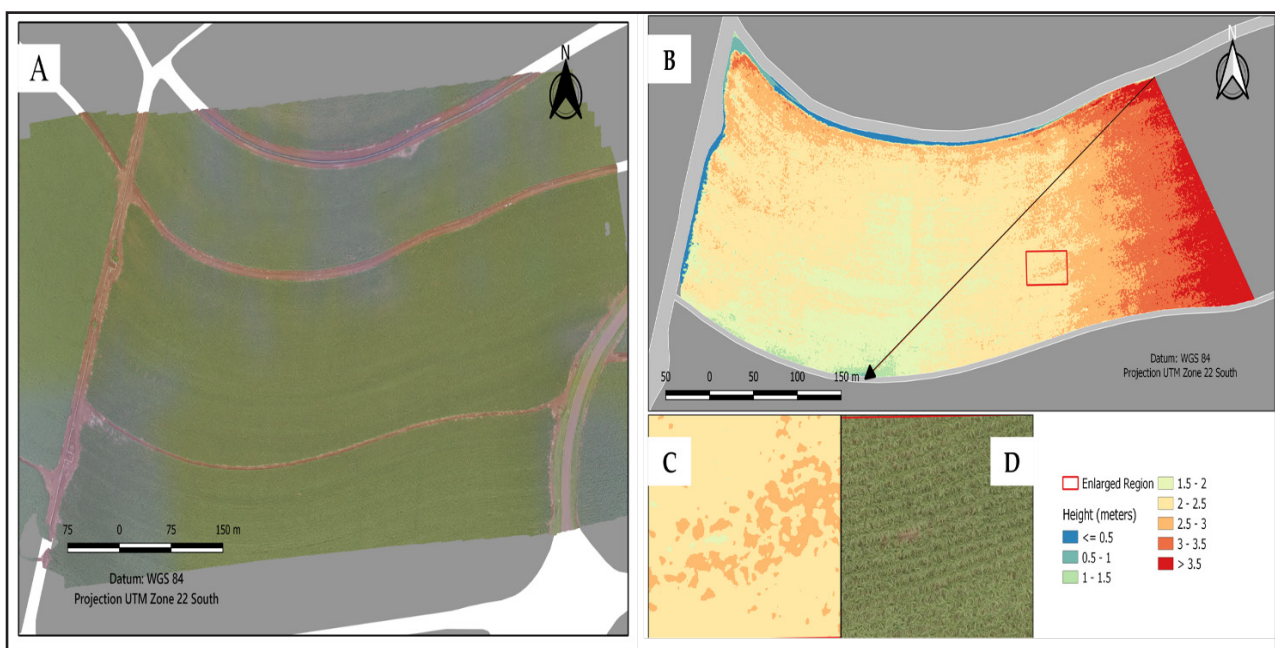 A
N
75 0 75 150 m
Datum: WGS 84
Projection UTM Zone 22 South
B
N
Datum: WGS 84
Projection UTM Zone 22 South
50 0 50 100 150 m
C
D
Enlarged Region
Height (meters)
<= 0.5
0.5 - 1
1 - 1.5
1.5 - 2
2 - 2.5
2.5 - 3
3 - 3.5
> 3.5